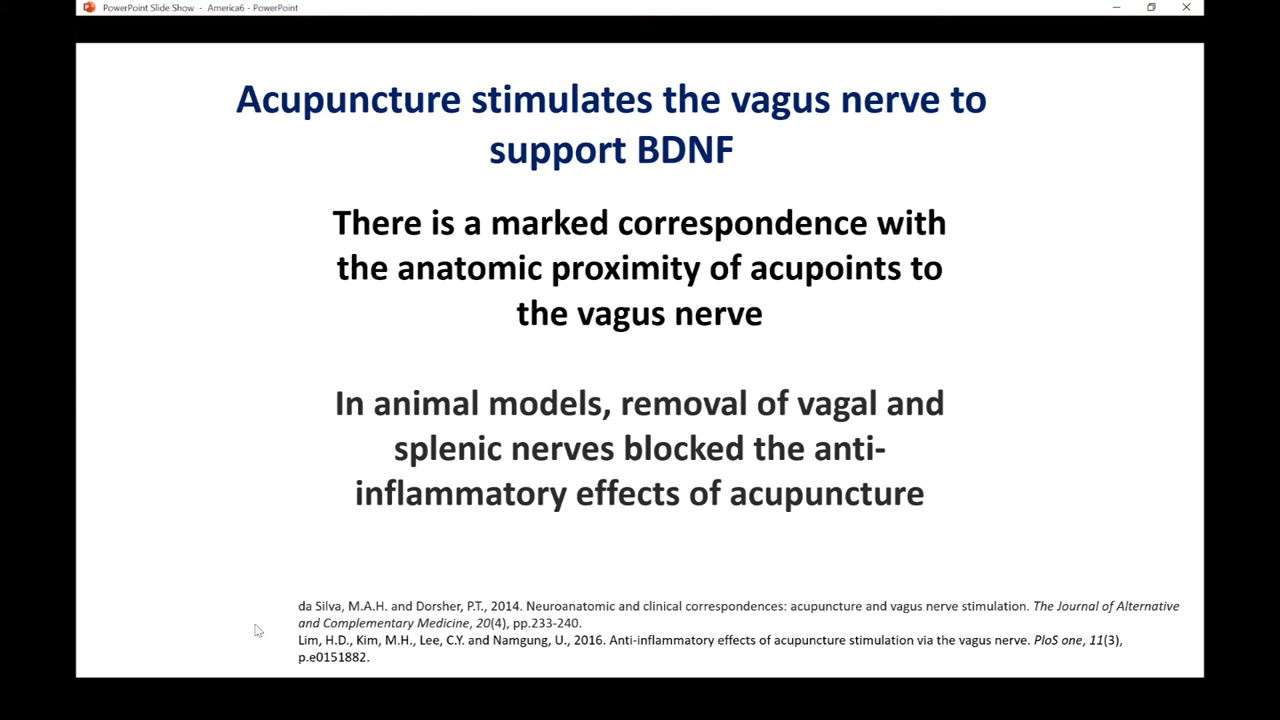 PowerPoint Slide Show - America6 - PowerPoint
Acupuncture stimulates the vagus nerve to
support BDNF
There is a marked correspondence with
the anatomic proximity of acupoints to
the vagus nerve
In animal models, removal of vagal and
splenic nerves blocked the anti-
inflammatory effects of acupuncture
da Silva, M.A.H. and Dorsher, P.T., 2014. Neuroanatomic and clinical correspondences: acupuncture and vagus nerve stimulation. The Journal of Alternative
and Complementary Medicine, 20(4), pp.233-240.
Lim, H.D., Kim, M.H., Lee, C.Y. and Namgung, U., 2016. Anti-inflammatory effects of acupuncture stimulation via the vagus nerve. PloS one, 11(3),
p.e0151882.